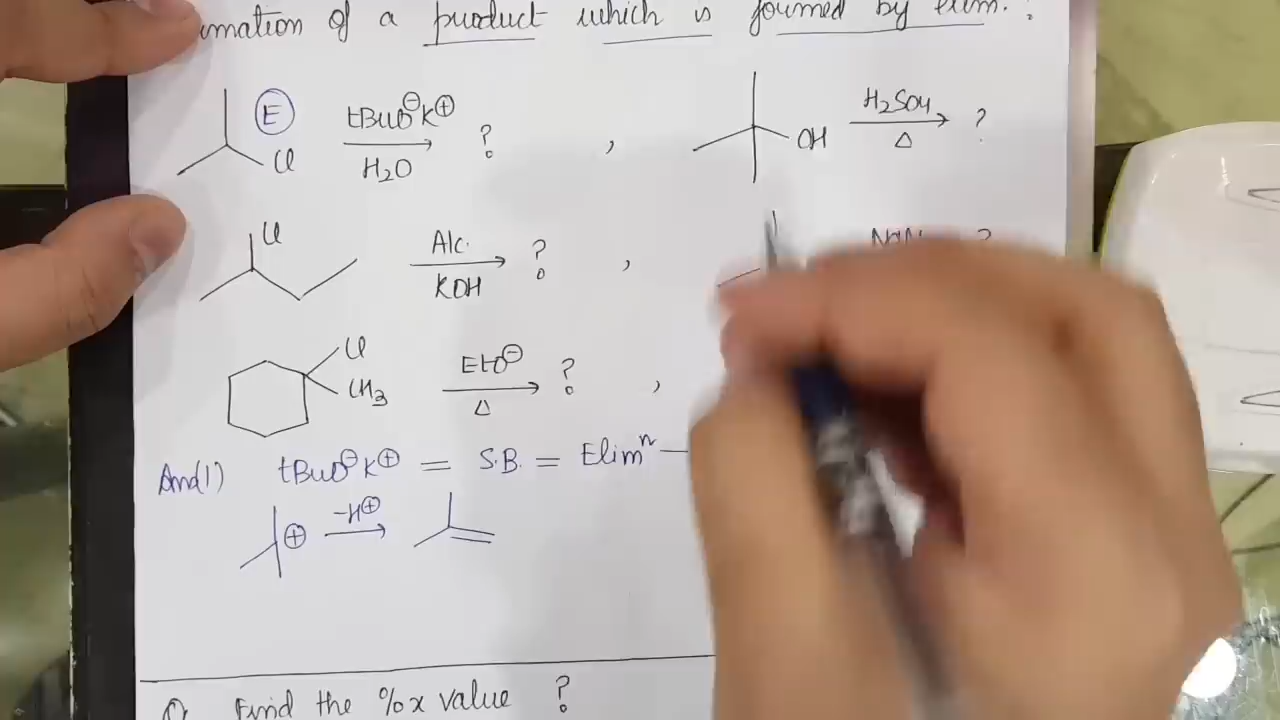 of a product which is formed by elim. ?
Cl E tBuO⊖K⊕ H2O ? , OH H2SO4 Δ ?
Cl Alc. KOH ? , ?
Cl CH3 EtO⊖ Δ ? ,
Ans(1) tBuO⊖K⊕ = S.B. = Elimⁿ —
⊕ -H⊕
Q. Find the %x value ?